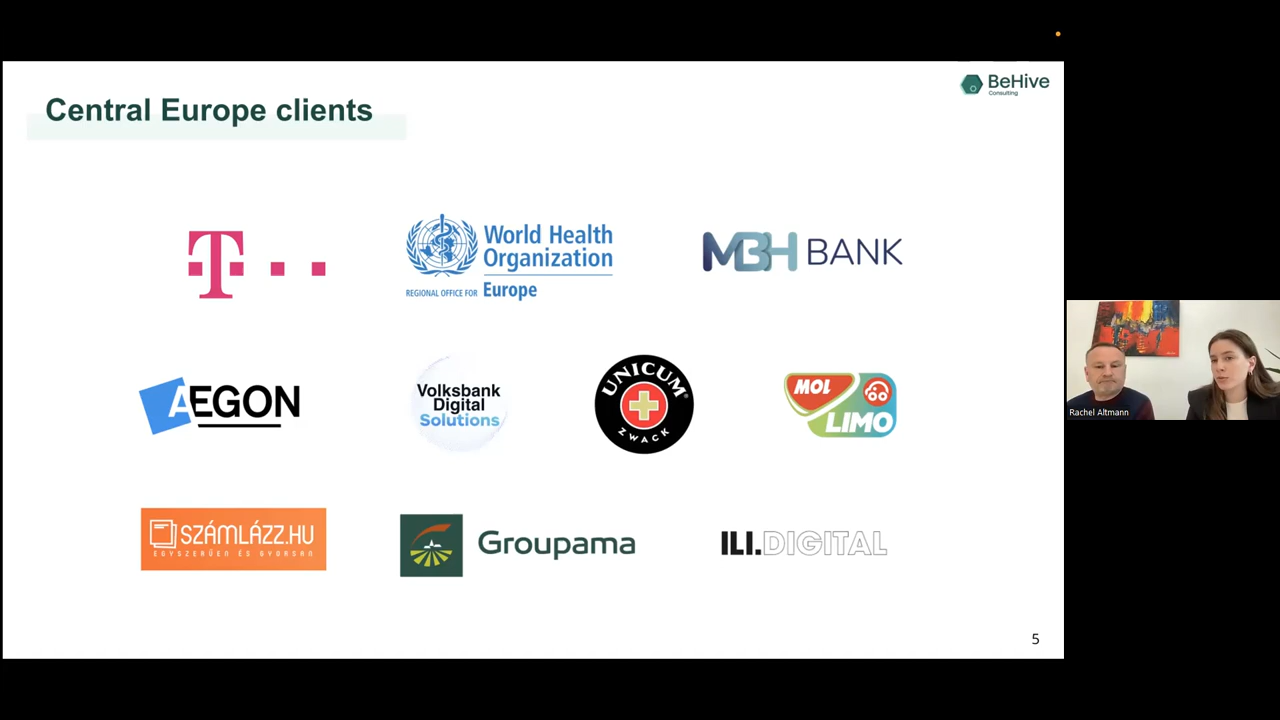 BeHive
Consulting
Central Europe clients
T
World Health
Organization
REGIONAL OFFICE FOR Europe
MBH BANK
AEGON
Volksbank
Digital
Solutions
UNICUM®
ZWACK
MOL
LIMO
SZÁMLÁZZ.HU
EGYSZERŰEN ÉS GYORSAN
Groupama
ILI.DIGITAL
5
Rachel Altmann